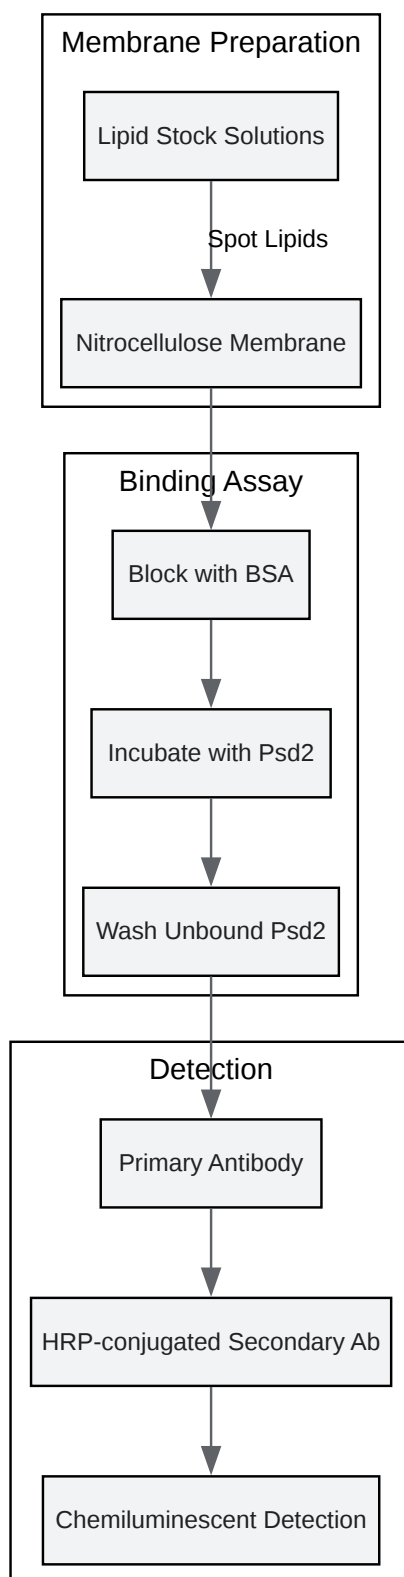 Membrane Preparation
Lipid Stock Solutions
Spot Lipids
Nitrocellulose Membrane
Binding Assay
Block with BSA
Incubate with Psd2
Wash Unbound Psd2
Detection
Primary Antibody
HRP-conjugated Secondary Ab
Chemiluminescent Detection